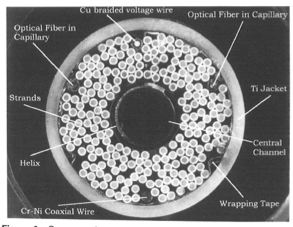 Cu braided voltage wire
Optical Fiber in
Capillary
Optical Fiber in
Capillary
Strands
Ti Jacket
Helix
Central
Channel
Cr-Ni Coaxial Wire
Wrapping Tape